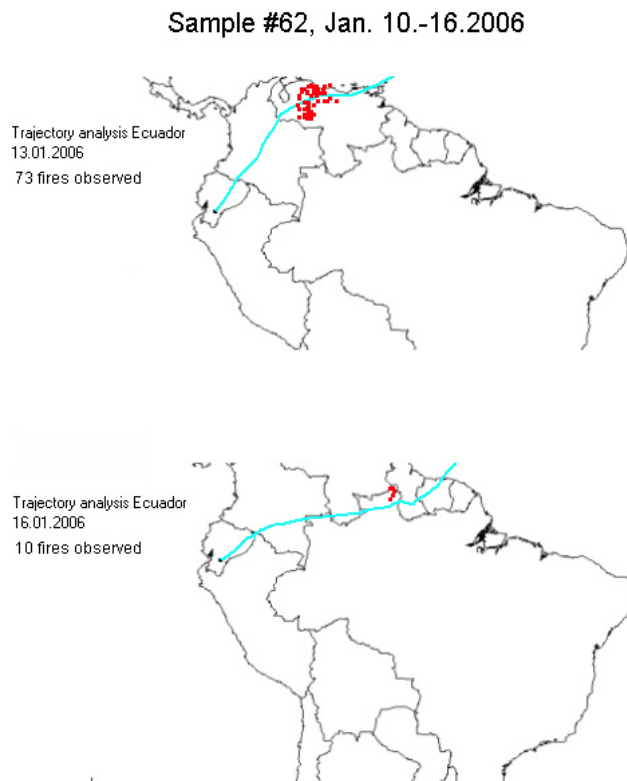 Sample #62, Jan. 10.-16.2006
Trajectory analysis Ecuador
13.01.2006
73 fires observed
Trajectory analysis Ecuador
16.01.2006
10 fires observed